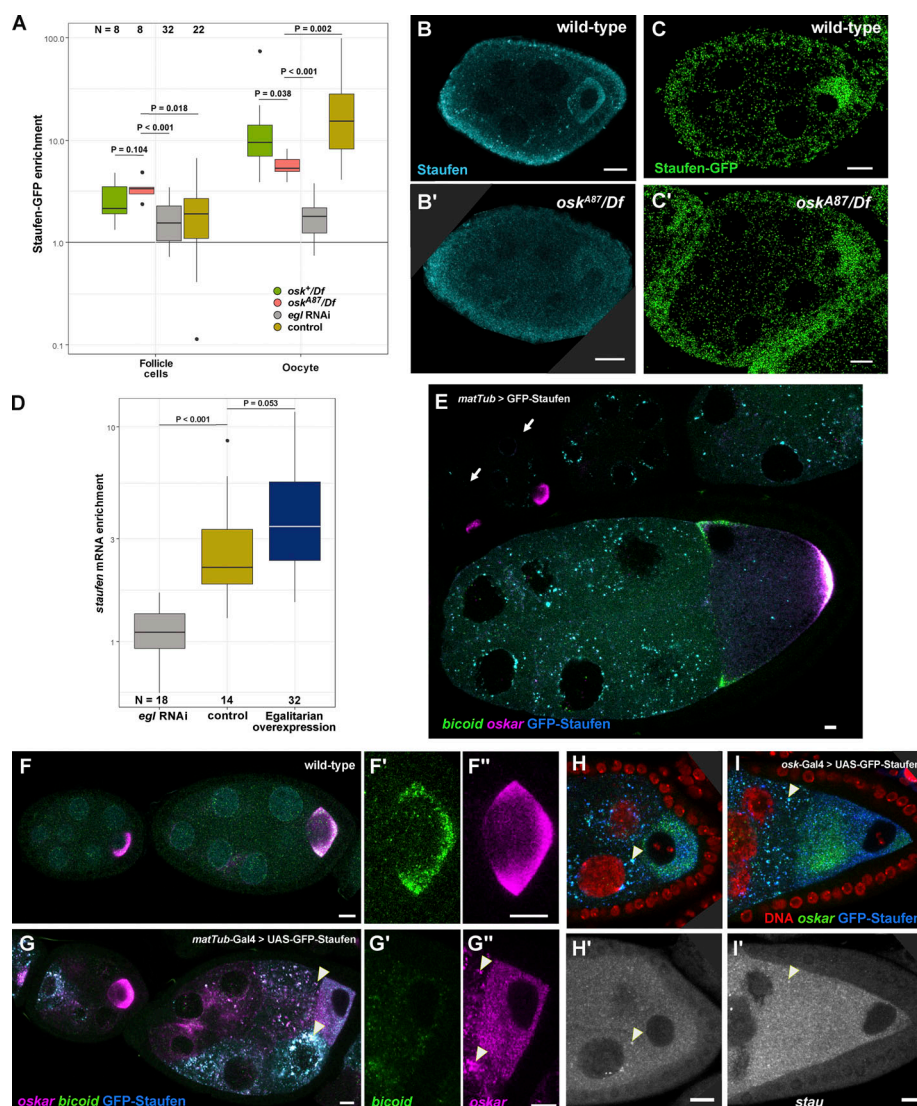 A
N = 8 8 32 22
100.0
10.0
1.0
0.1
Staufen-GFP enrichment
P = 0.002
P < 0.001
P = 0.038
P = 0.018
P < 0.001
P = 0.104
osk+/Df
oskA87/Df
egl RNAi
control
Follicle cells
Oocyte
B
wild-type
Staufen
B'
oskA87/Df
C
wild-type
Staufen-GFP
C'
oskA87/Df
D
P = 0.053
P < 0.001
10
3
1
staufen mRNA enrichment
N = 18 14 32
egl RNAi
control
Egalitarian
overexpression
E
matTub > GFP-Staufen
bicoid oskar GFP-Staufen
F
wild-type
F'
F"
G
matTub-Gal4 > UAS-GFP-Staufen
oskar bicoid GFP-Staufen
G'
bicoid
G"
oskar
H
I
osk-Gal4 > UAS-GFP-Staufen
DNA oskar GFP-Staufen
H'
I'
stau